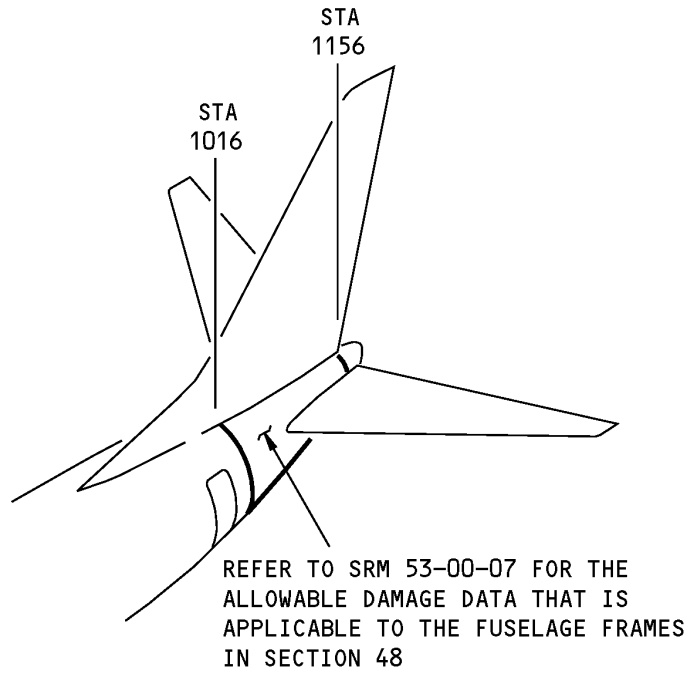 STA
1156
STA
1016
REFER TO SRM 53-00-07 FOR THE
ALLOWABLE DAMAGE DATA THAT IS
APPLICABLE TO THE FUSELAGE FRAMES
IN SECTION 48